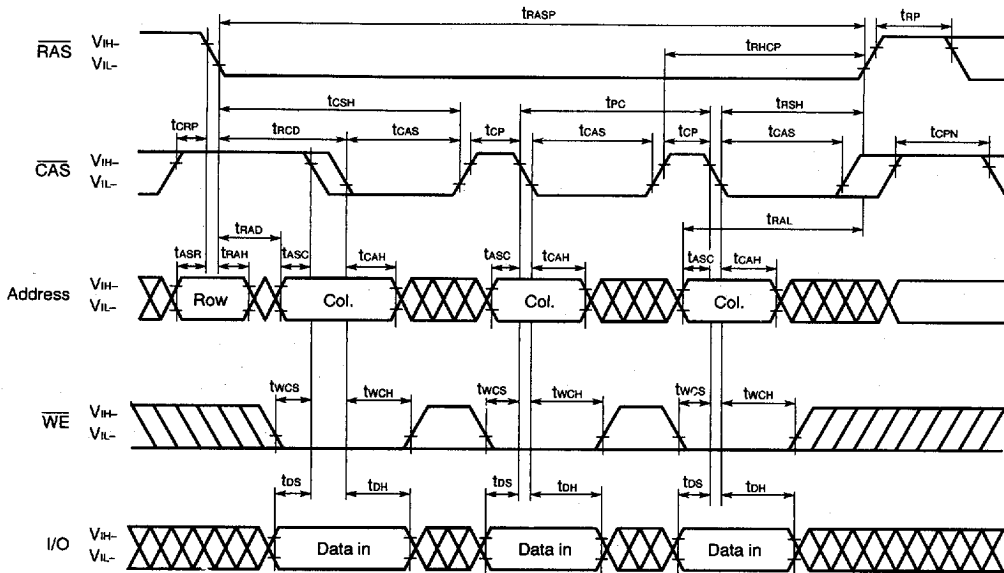 tRASP
tRP
RAS
VIH–
VIL–
tRHCP
tCSH
tPC
tRSH
tCRP
tRCD
tCAS
tCP
tCAS
tCP
tCAS
tCPN
CAS
VIH–
VIL–
tRAL
tRAD
tASR
tRAH
tASC
tCAH
tASC
tCAH
tASC
tCAH
Address
VIH–
VIL–
Row
Col.
Col.
Col.
tWCS
tWCH
tWCS
tWCH
tWCS
tWCH
WE
VIH–
VIL–
tDS
tDH
tDS
tDH
tDS
tDH
I/O
VIH–
VIL–
Data in
Data in
Data in